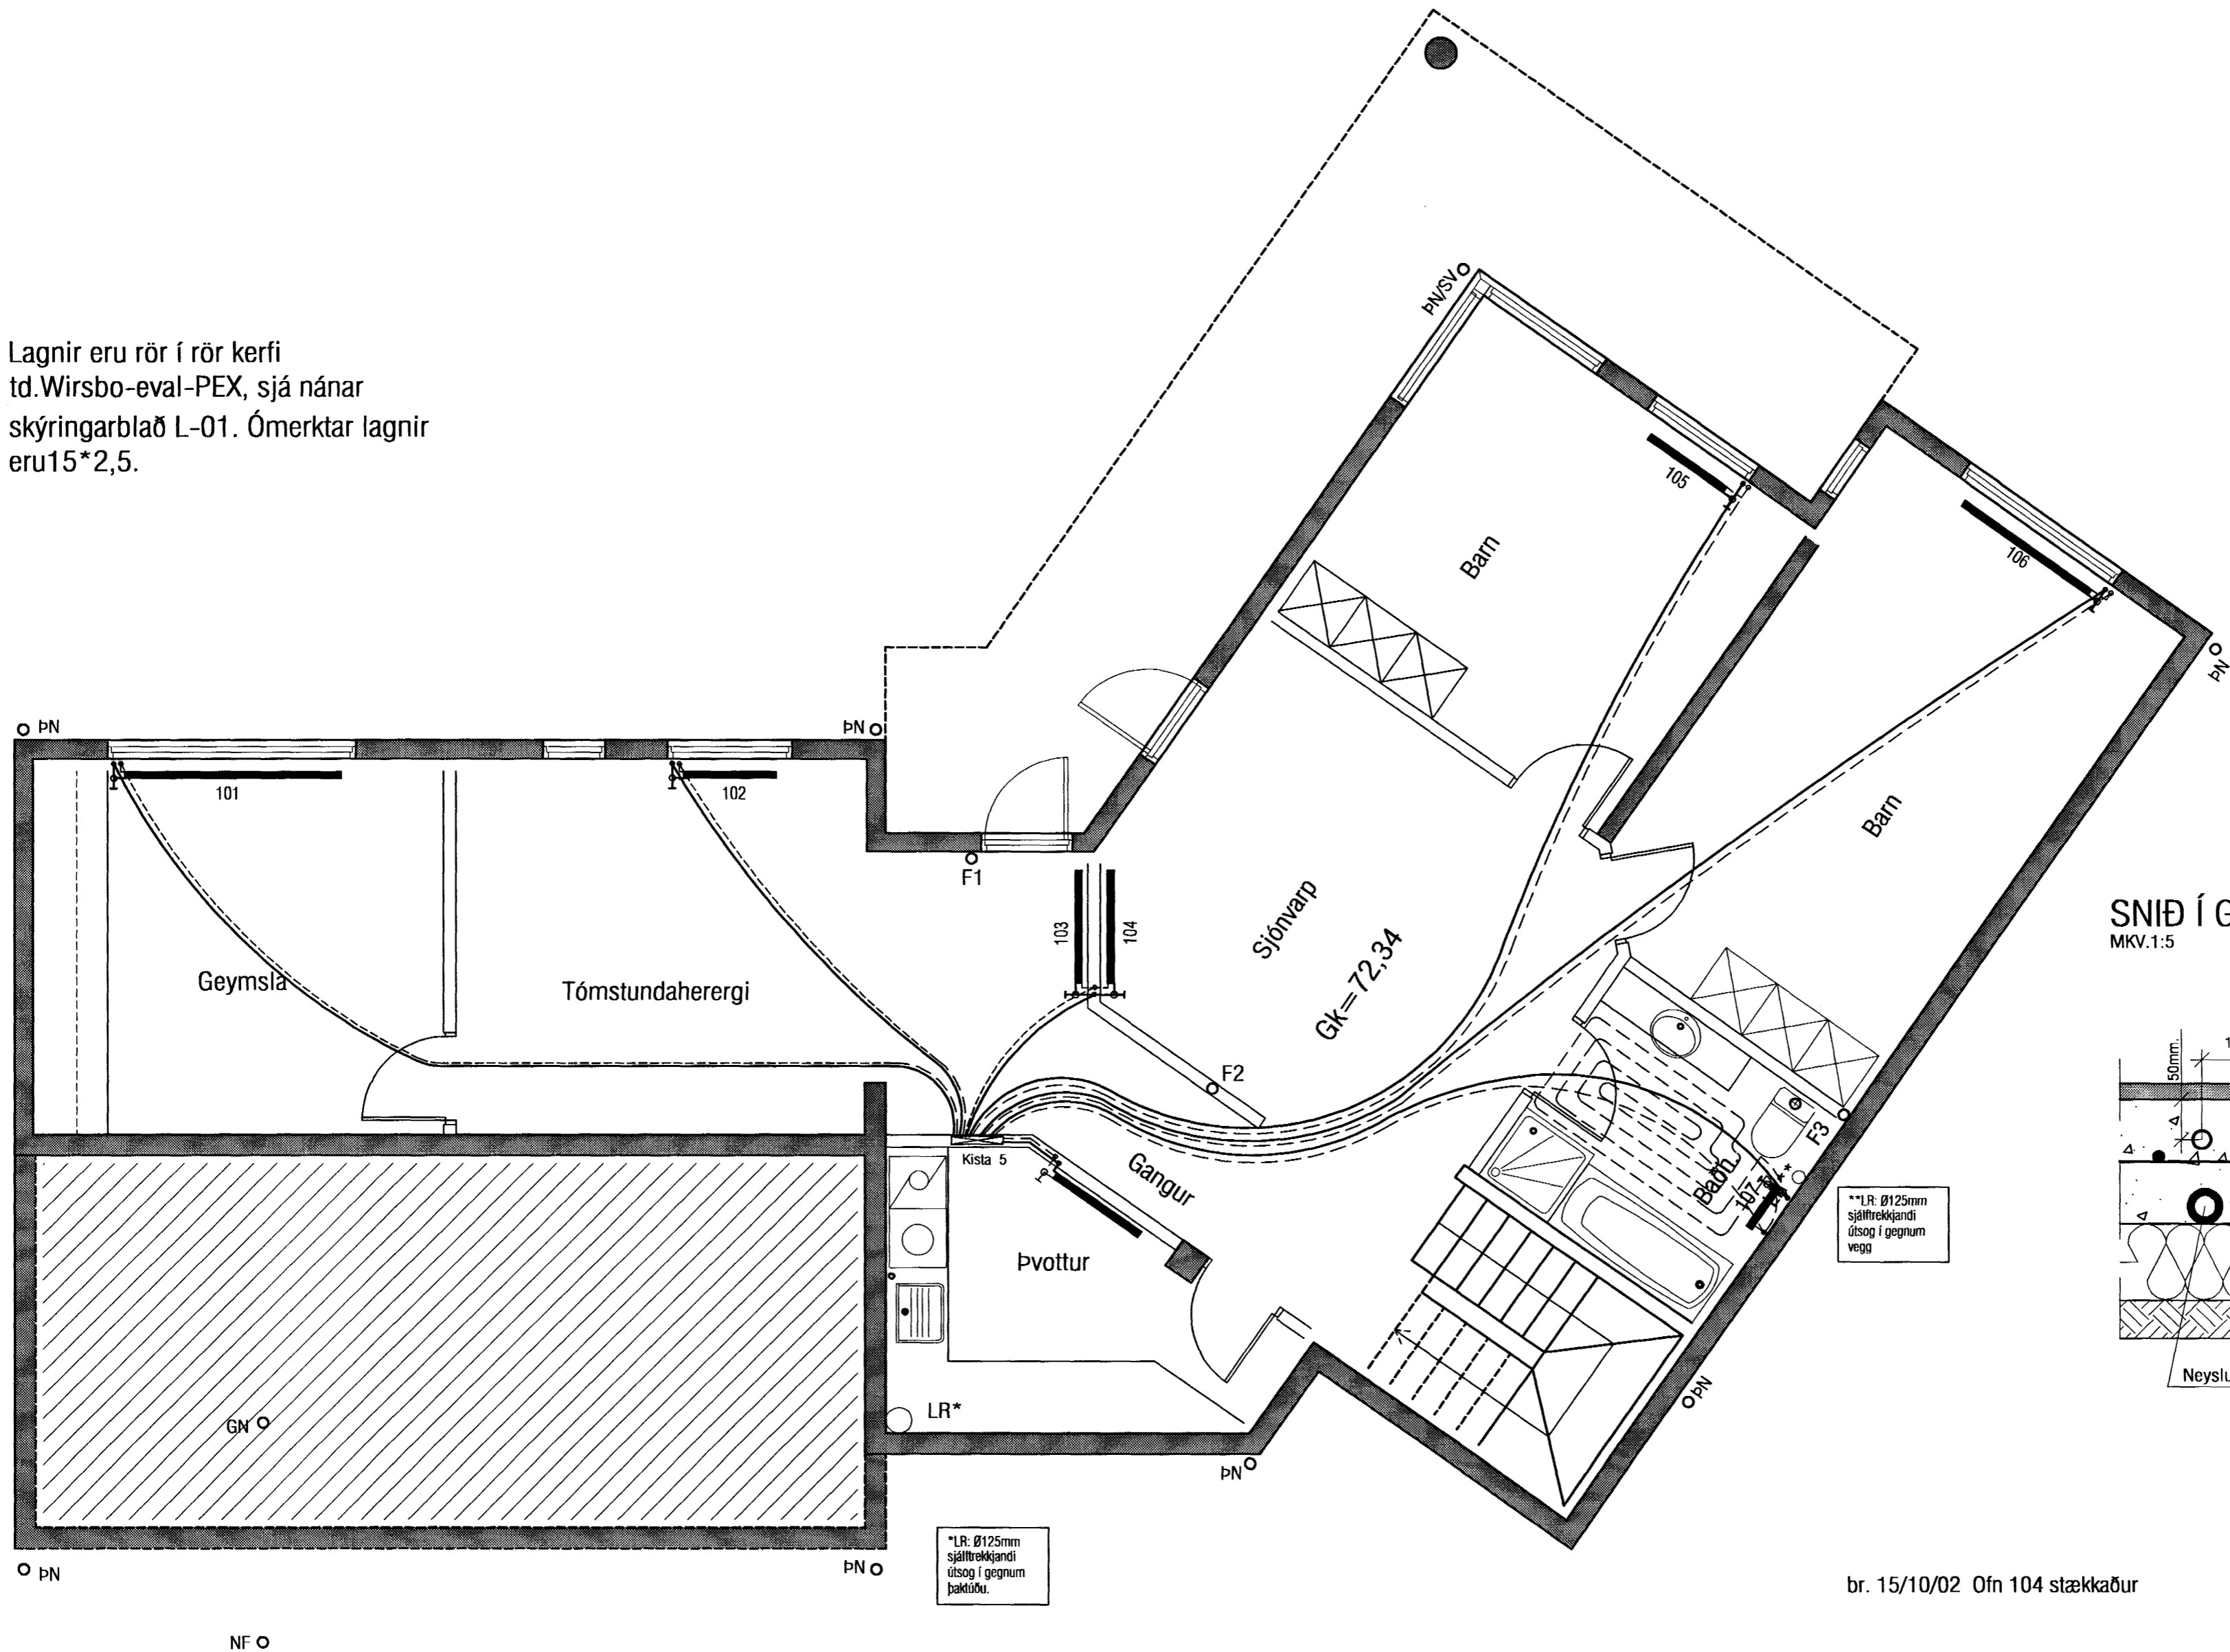 Lagnir eru rör í rör kerfi
td.Wirsbo-eval-PEX, sjá nánar
skýringarblað L-01. Ómerktar lagnir
eru15*2,5.
ÞN/SV
105
106
Barn
ÞN
ÞN
ÞN
101
102
F1
103
104
Barn
Sjónvarp
Gk=72,34
Geymsla
Tómstundaherergi
F2
F3
Kista 5
Gangur
Baðh.
107
**
Þvottur
**LR: Ø125mm
sjálftrekkjandi
útsog í gegnum
vegg
SNIÐ Í G
MKV.1:5
50mm.
1
Neyslu
GN
LR*
ÞN
ÞN
*LR: Ø125mm
sjálftrekkjandi
útsog í gegnum
þaktúðu.
ÞN
ÞN
br. 15/10/02 Ofn 104 stækkaður
NF